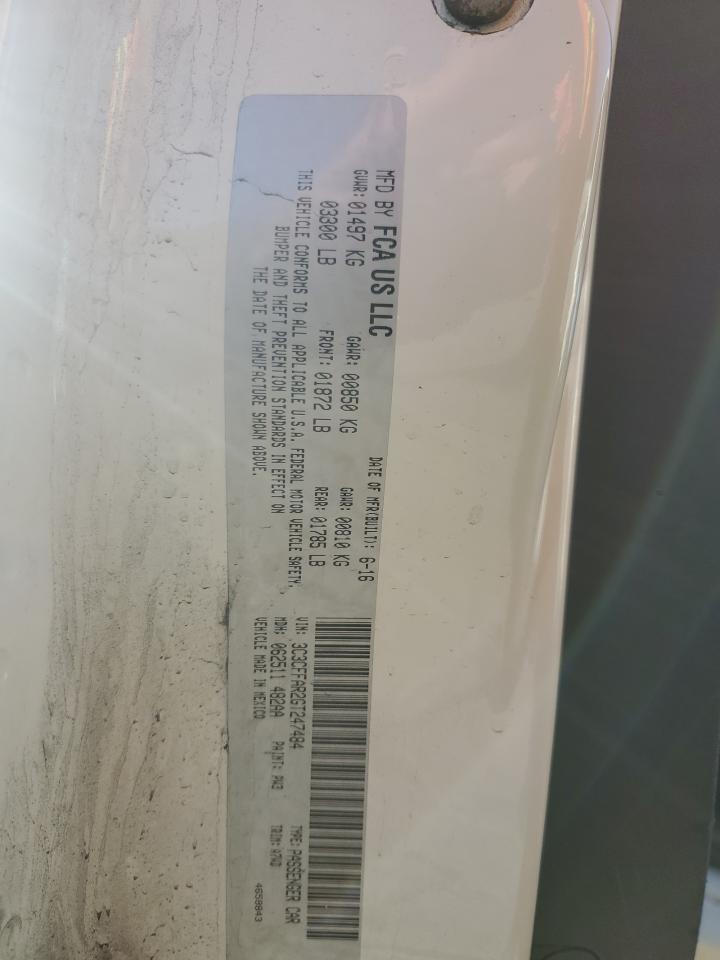 MFD BY FCA US LLC
DATE OF MFR(BUILT): 6-16
GVWR: 01497 KG GAWR: 00850 KG GAWR: 00810 KG
03300 LB FRONT: 01872 LB REAR: 01785 LB
THIS VEHICLE CONFORMS TO ALL APPLICABLE U.S.A. FEDERAL MOTOR VEHICLE SAFETY,
BUMPER AND THEFT PREVENTION STANDARDS IN EFFECT ON
THE DATE OF MANUFACTURE SHOWN ABOVE.
VIN: 3C3CFFAR2GT247484 TYPE: PASSENGER CAR
MDH: 062511 482AA PAINT: PW3 TRIM:
VEHICLE MADE IN MEXICO
4658843